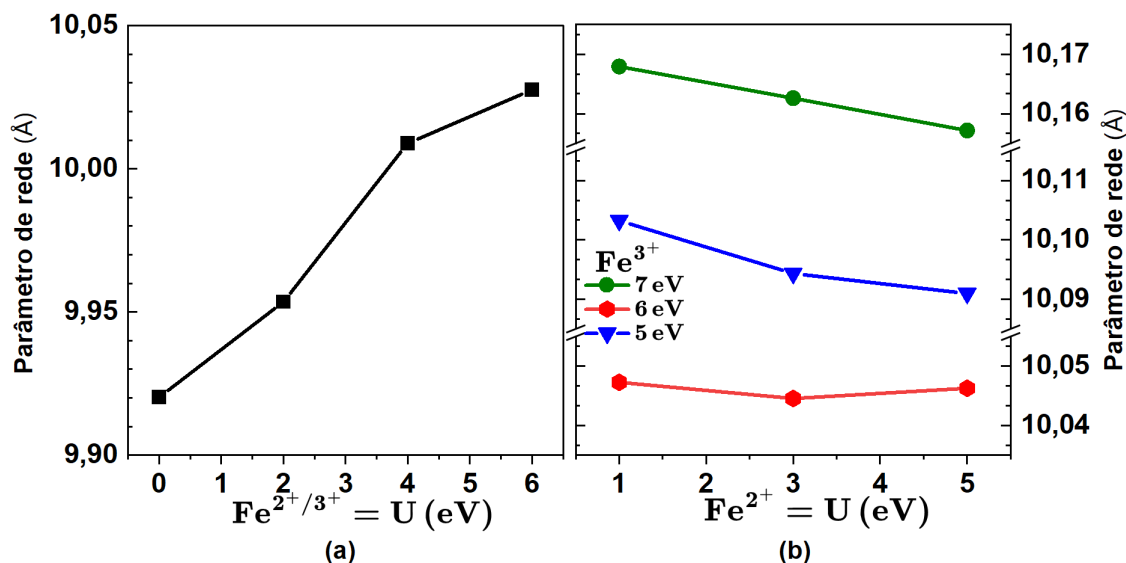 10,05
10,00
9,95
9,90
Parâmetro de rede (Å)
0 1 2 3 4 5 6
Fe²⁺/³⁺ = U (eV)
(a)
10,17
10,16
10,11
10,10
10,09
10,05
10,04
Parâmetro de rede (Å)
Fe³⁺
7 eV
6 eV
5 eV
1 2 3 4 5
Fe²⁺ = U (eV)
(b)